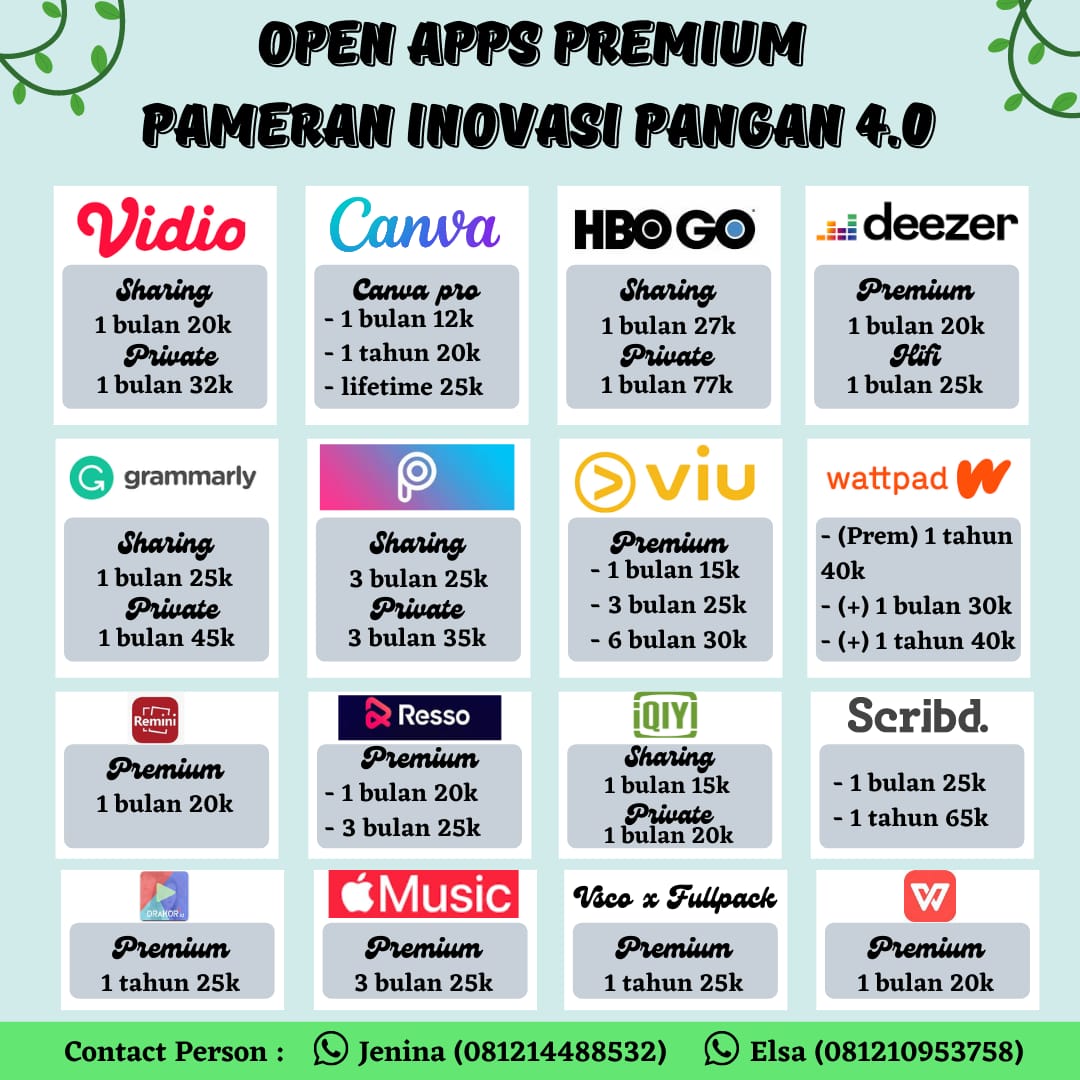 OPEN APPS PREMIUM
PAMERAN INOVASI PANGAN 4.0
Vidio
Sharing
1 bulan 20k
Private
1 bulan 32k
Canva
Canva pro
- 1 bulan 12k
- 1 tahun 20k
- lifetime 25k
HBO GO
Sharing
1 bulan 27k
Private
1 bulan 77k
deezer
Premium
1 bulan 20k
Hifi
1 bulan 25k
grammarly
Sharing
1 bulan 25k
Private
1 bulan 45k
Sharing
3 bulan 25k
Private
3 bulan 35k
viu
Premium
- 1 bulan 15k
- 3 bulan 25k
- 6 bulan 30k
wattpad
- (Prem) 1 tahun
40k
- (+) 1 bulan 30k
- (+) 1 tahun 40k
Remini
Premium
1 bulan 20k
Resso
Premium
- 1 bulan 20k
- 3 bulan 25k
iQIYI
Sharing
1 bulan 15k
Private
1 bulan 20k
Scribd.
- 1 bulan 25k
- 1 tahun 65k
DRAKOR.id
Premium
1 tahun 25k
Music
Premium
3 bulan 25k
Vsco x Fullpack
Premium
1 tahun 25k
W
Premium
1 bulan 20k
Contact Person : Jenina (081214488532) Elsa (081210953758)